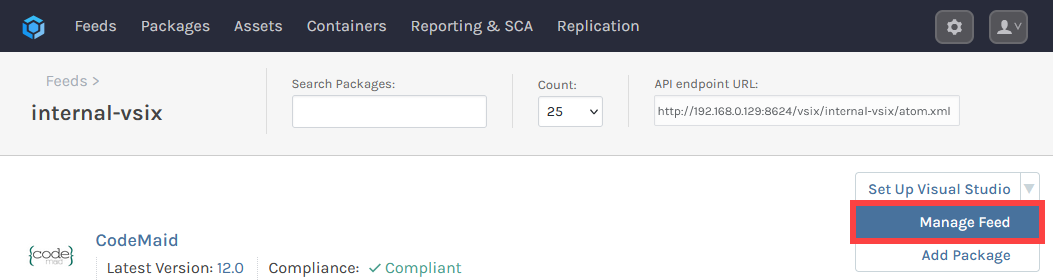 Feeds Packages Assets Containers Reporting & SCA Replication
Feeds >
internal-vsix
Search Packages:
Count:
25
API endpoint URL:
http://192.168.0.129:8624/vsix/internal-vsix/atom.xml
Set Up Visual Studio
Manage Feed
Add Package
{code}
maid
CodeMaid
Latest Version: 12.0
Compliance: ✓ Compliant